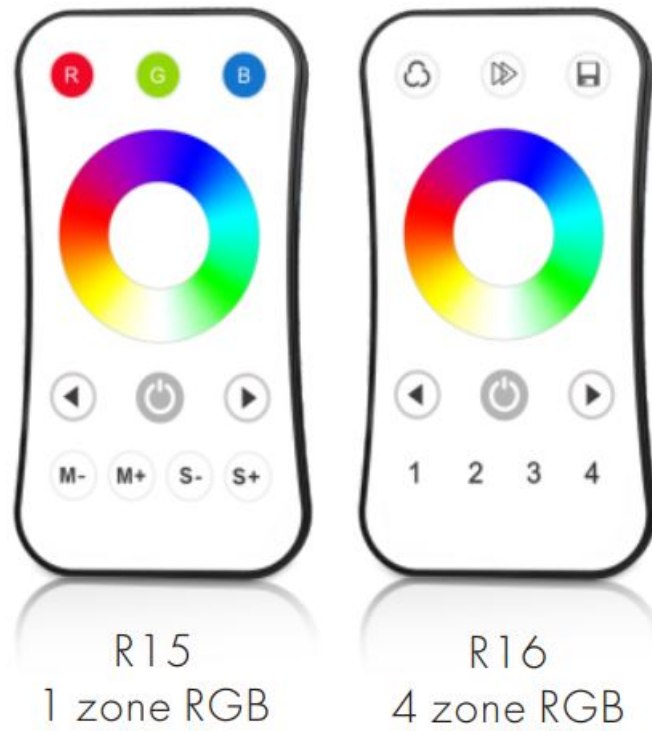 R G B
M- M+ S- S+
R15
1 zone RGB
1 2 3 4
R16
4 zone RGB